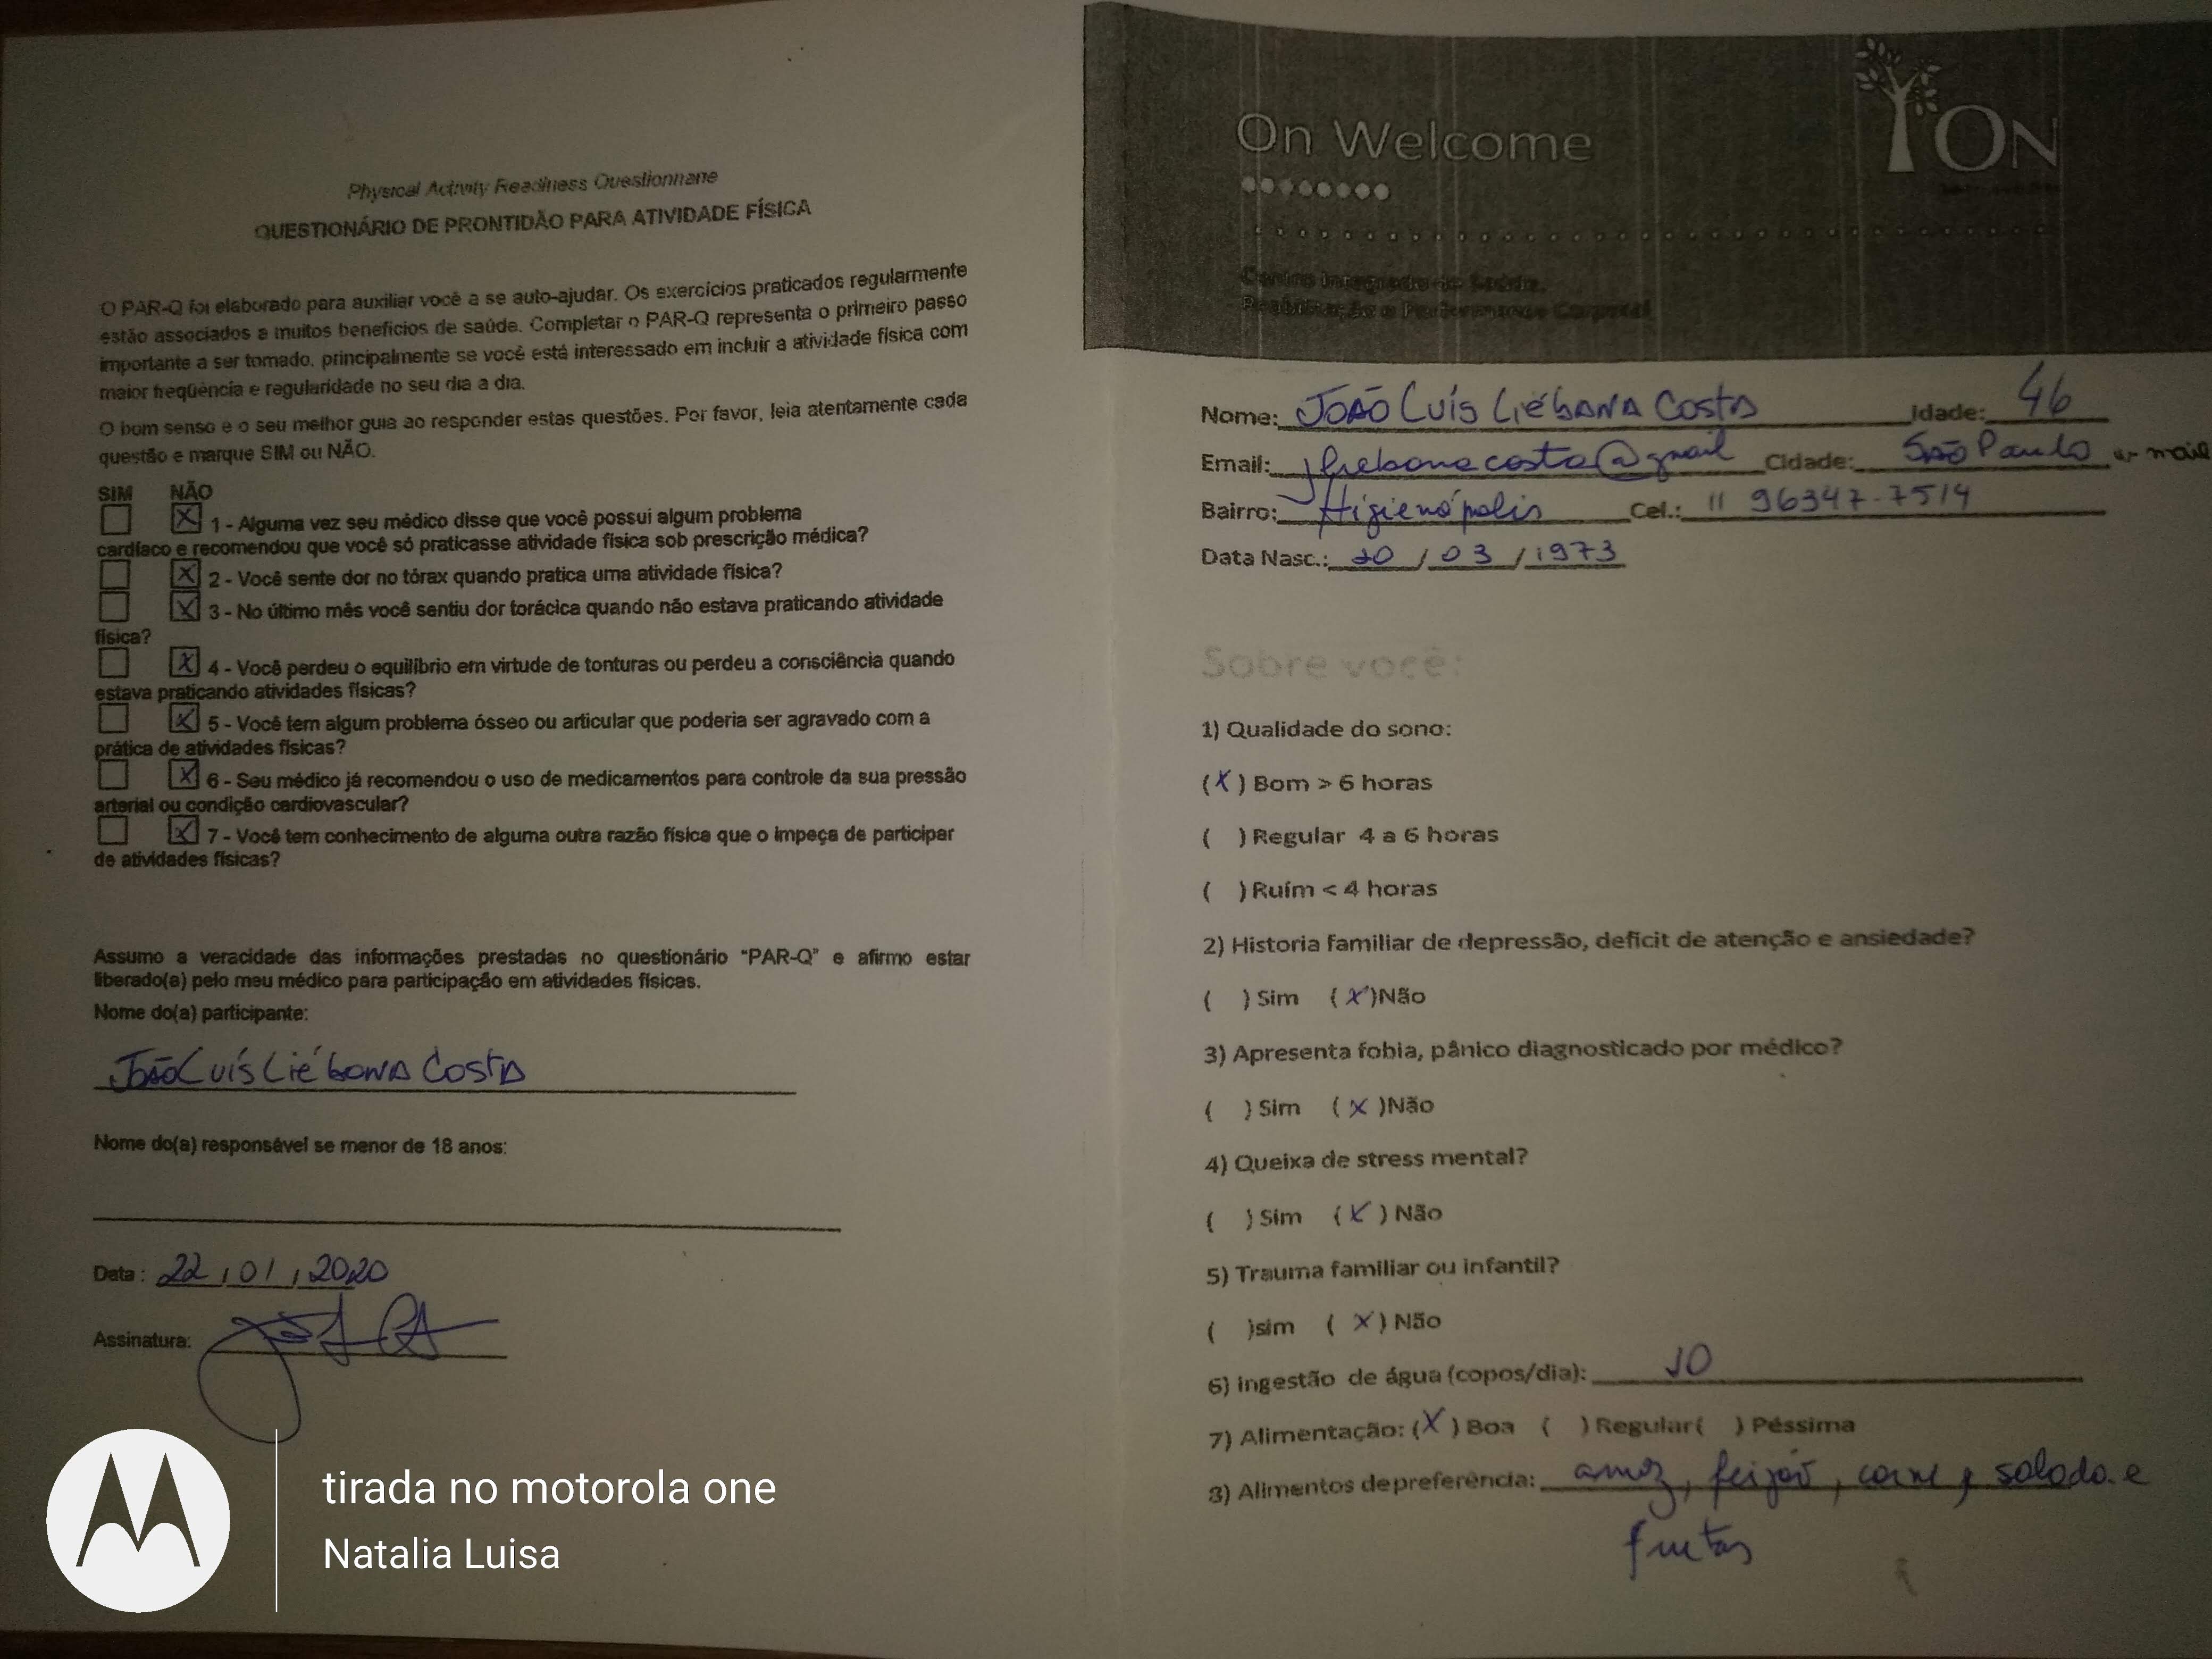 Physical Activity Readiness Questionnaire
QUESTIONÁRIO DE PRONTIDÃO PARA ATIVIDADE FÍSICA
O PAR-Q foi elaborado para auxiliar você a se auto-ajudar. Os exercícios praticados regularmente
estão associados a muitos benefícios de saúde. Completar o PAR-Q representa o primeiro passo
importante a ser tomado, principalmente se você está interessado em incluir a atividade física com
maior freqüência e regularidade no seu dia a dia.
O bom senso é o seu melhor guia ao responder estas questões. Por favor, leia atentamente cada
questão e marque SIM ou NÃO.
SIM NÃO
X 1 - Alguma vez seu médico disse que você possui algum problema
cardíaco e recomendou que você só praticasse atividade física sob prescrição médica?
X 2 - Você sente dor no tórax quando pratica uma atividade física?
X 3 - No último mês você sentiu dor torácica quando não estava praticando atividade
física?
X 4 - Você perdeu o equilíbrio em virtude de tonturas ou perdeu a consciência quando
estava praticando atividades físicas?
X 5 - Você tem algum problema ósseo ou articular que poderia ser agravado com a
prática de atividades físicas?
X 6 - Seu médico já recomendou o uso de medicamentos para controle da sua pressão
arterial ou condição cardiovascular?
X 7 - Você tem conhecimento de alguma outra razão física que o impeça de participar
de atividades físicas?
Assumo a veracidade das informações prestadas no questionário "PAR-Q" e afirmo estar
liberado(a) pelo meu médico para participação em atividades físicas.
Nome do(a) participante:
João Luís Liébana Costa
Nome do(a) responsável se menor de 18 anos:
Data : 22 / 01 / 2020
Assinatura:
tirada no motorola one
Natalia Luisa
On Welcome
ON
Centro Integrado de Saúde,
Reabilitação e Performance Corporal
Nome: João Luís Liébana Costa Idade: 46
Email: jlliebanacosta@gmail Cidade: São Paulo
Bairro: Higienópolis Cel.: 11 96347-7514
Data Nasc.: 20 / 03 / 1973
Sobre você:
1) Qualidade do sono:
(X) Bom > 6 horas
( ) Regular 4 a 6 horas
( ) Ruím < 4 horas
2) Historia familiar de depressão, deficit de atenção e ansiedade?
( ) Sim (X)Não
3) Apresenta fobia, pânico diagnosticado por médico?
( ) Sim (X)Não
4) Queixa de stress mental?
( ) Sim (X) Não
5) Trauma familiar ou infantil?
( )sim (X) Não
6) ingestão de água (copos/dia): 10
7) Alimentação: (X) Boa ( ) Regular( ) Péssima
8) Alimentos de preferência: arroz, feijão, carne, salada e
frutas